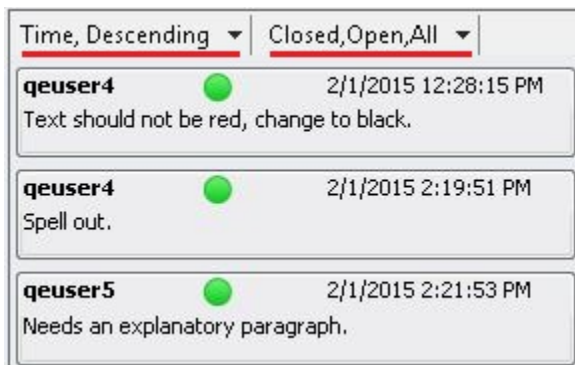 Time, Descending Closed,Open,All
qeuser4 2/1/2015 12:28:15 PM
Text should not be red, change to black.
qeuser4 2/1/2015 2:19:51 PM
Spell out.
qeuser5 2/1/2015 2:21:53 PM
Needs an explanatory paragraph.